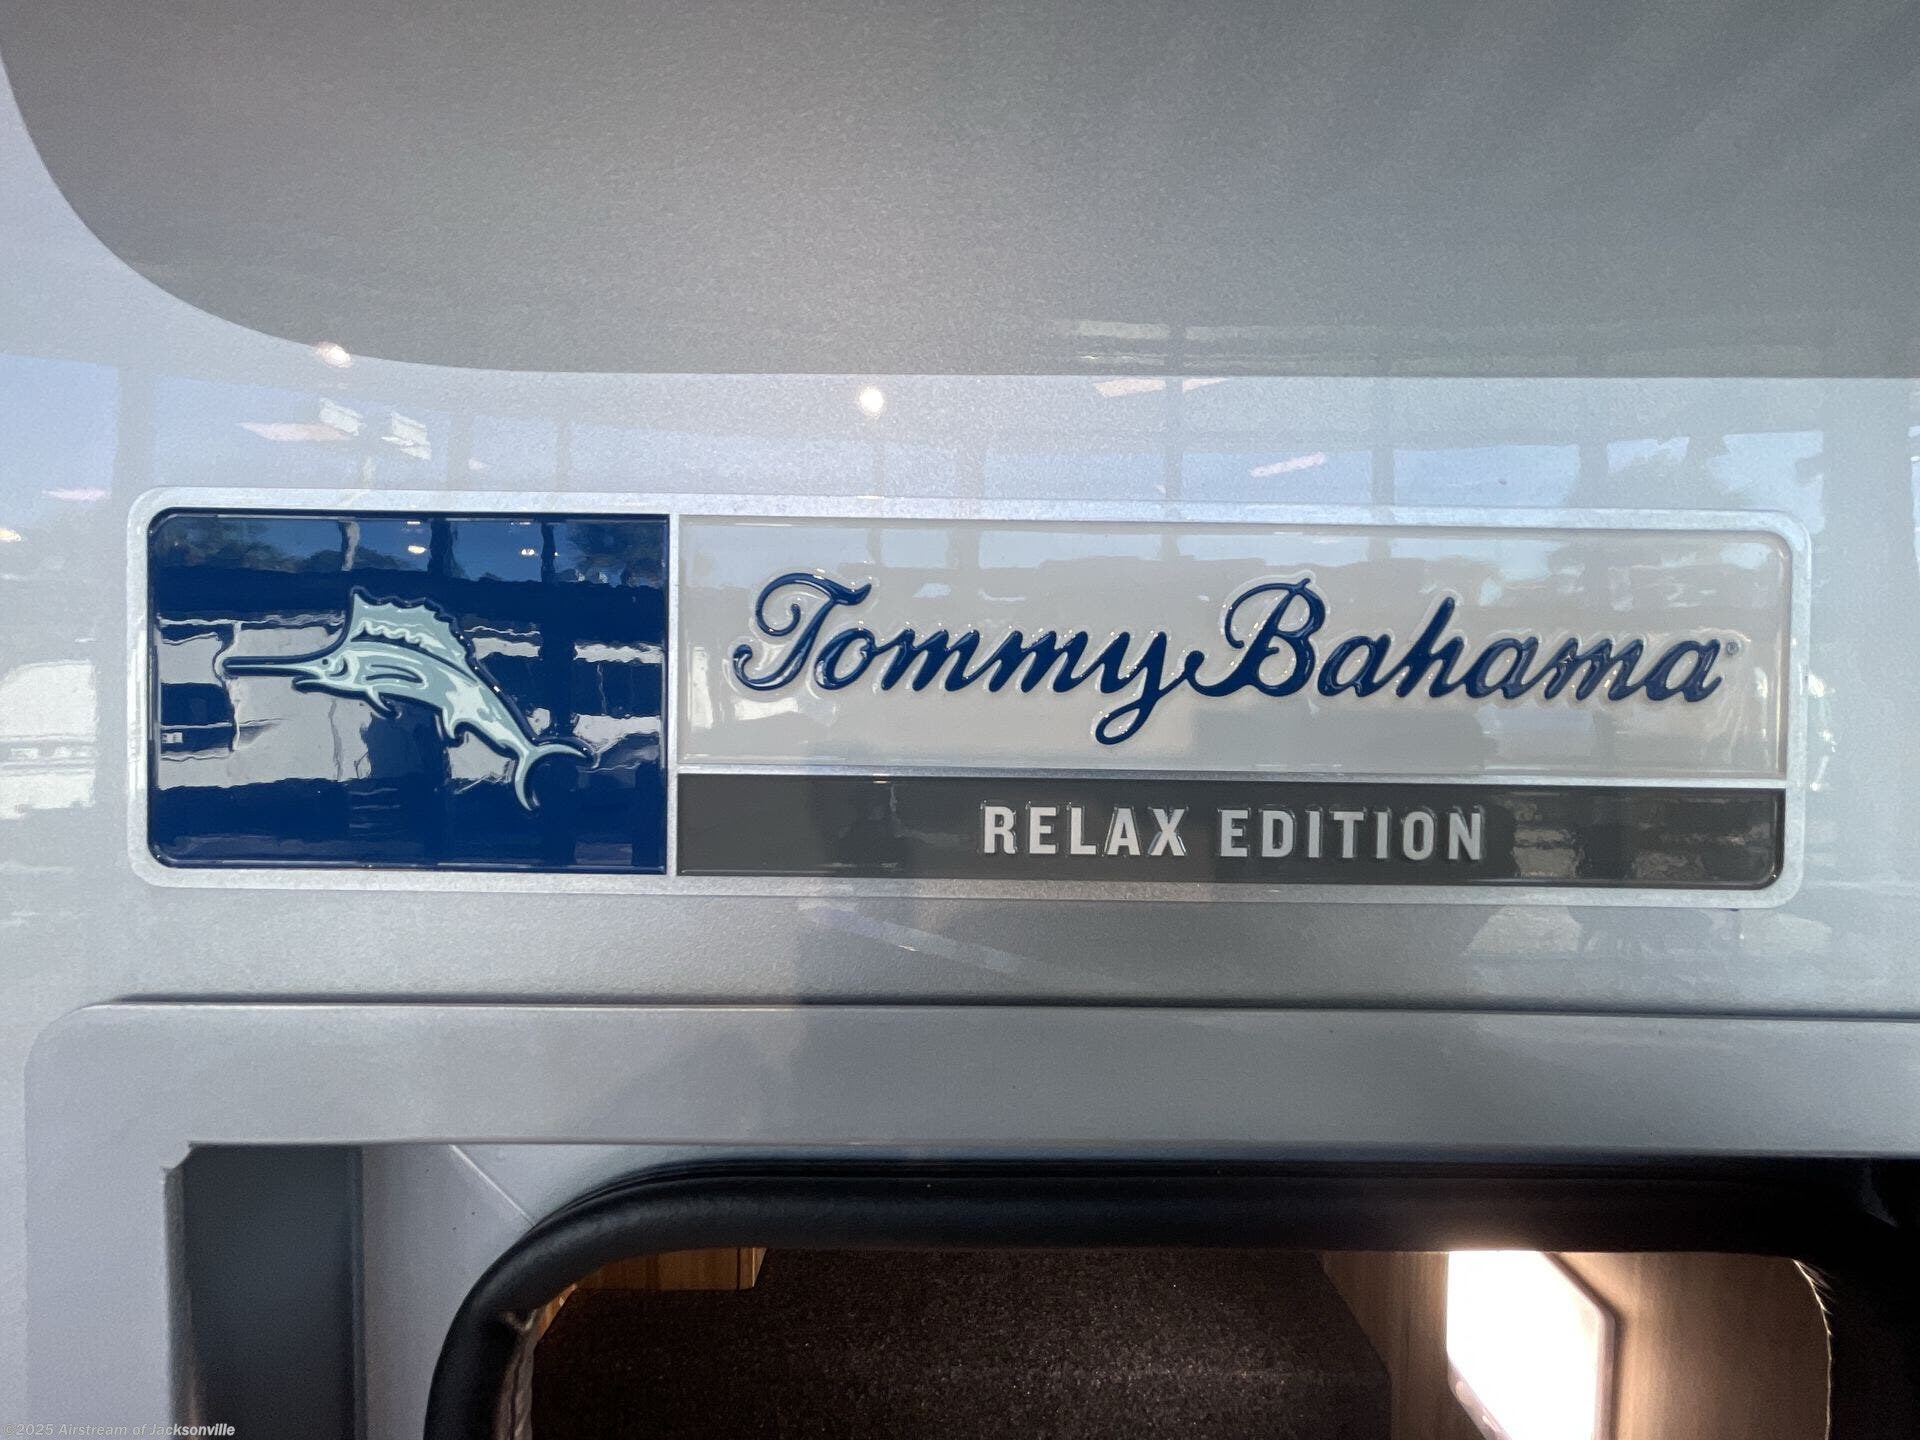 Tommy Bahama®
RELAX EDITION
©2025 Airstream of Jacksonville